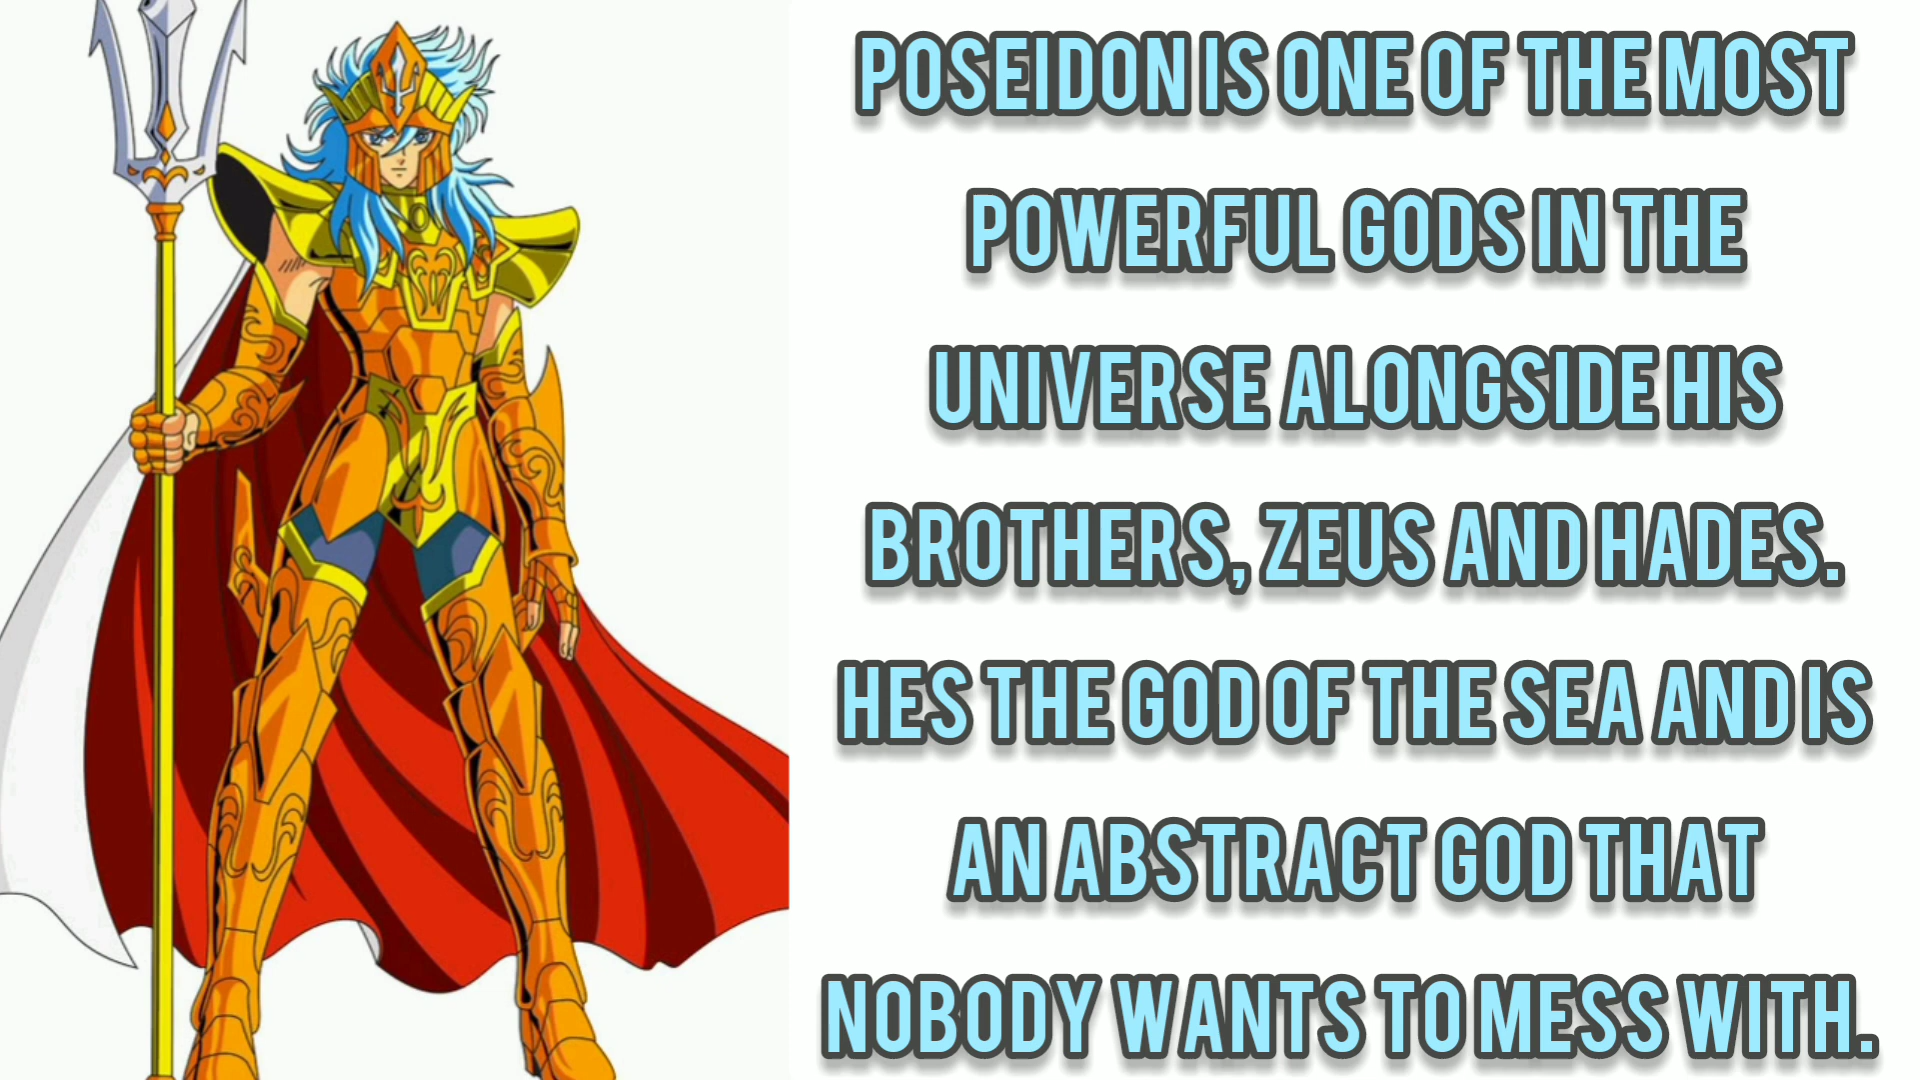 POSEIDON IS ONE OF THE MOST
POWERFUL GODS IN THE
UNIVERSE ALONGSIDE HIS
BROTHERS, ZEUS AND HADES.
HES THE GOD OF THE SEA AND IS
AN ABSTRACT GOD THAT
NOBODY WANTS TO MESS WITH.